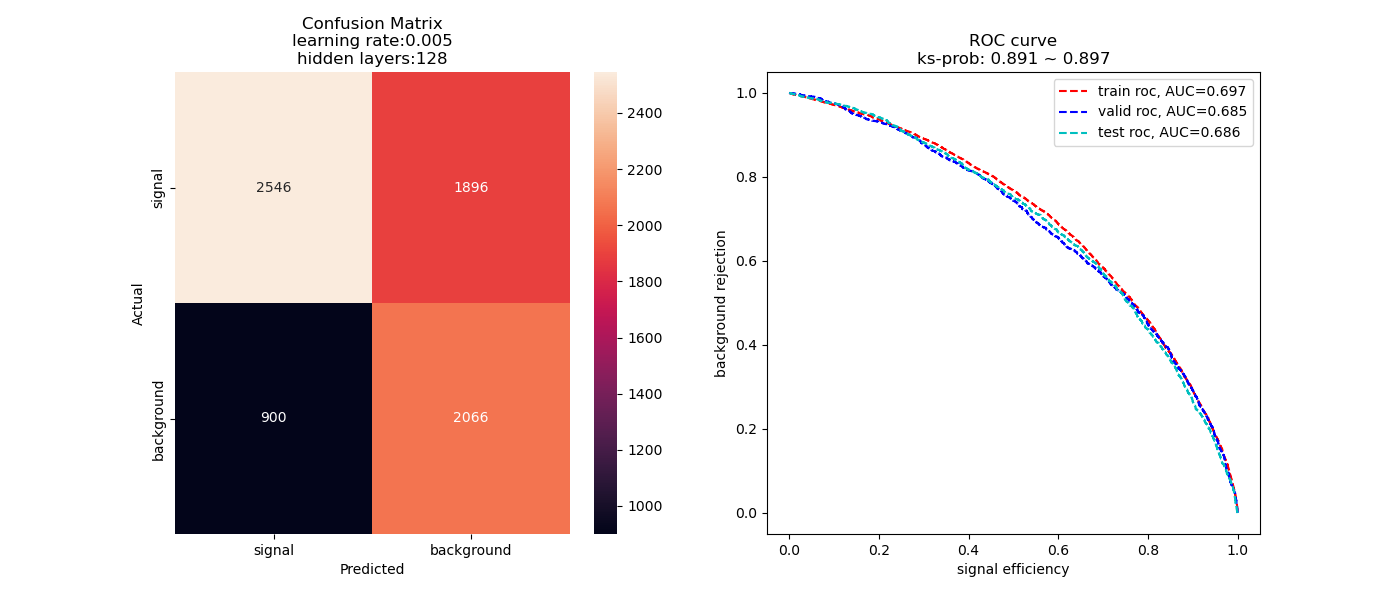 Confusion Matrix
learning rate:0.005
hidden layers:128
signal
background
Actual
2546
1896
900
2066
signal
background
Predicted
2400
2200
2000
1800
1600
1400
1200
1000
ROC curve
ks-prob: 0.891 ~ 0.897
train roc, AUC=0.697
valid roc, AUC=0.685
test roc, AUC=0.686
background rejection
1.0
0.8
0.6
0.4
0.2
0.0
0.0
0.2
0.4
0.6
0.8
1.0
signal efficiency